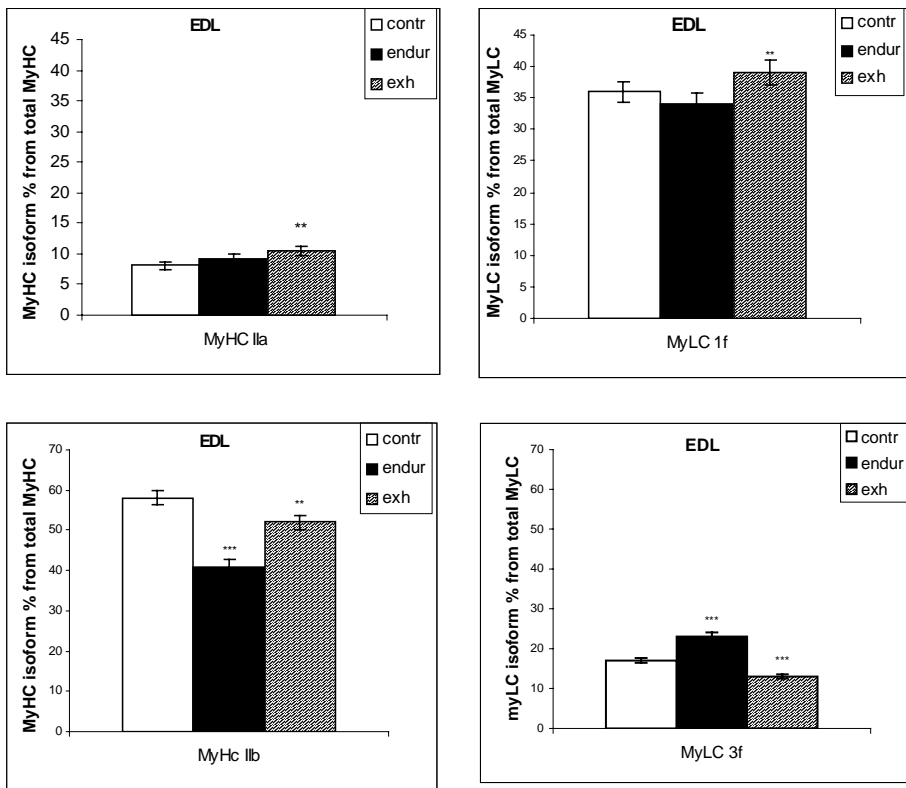 EDL
contr
endur
exh
MyHC isoform % from total MyHC
45
40
35
30
25
20
15
10
5
0
**
MyHC IIa
EDL
contr
endur
exh
MyLC isoform % from total MyLC
45
40
35
30
25
20
15
10
5
0
**
MyLC 1f
EDL
contr
endur
exh
MyHC isoform % from total MyHC
70
60
50
40
30
20
10
0
***
**
MyHc IIb
EDL
contr
endur
exh
myLC isoform % from total MyLC
70
60
50
40
30
20
10
0
***
***
MyLC 3f